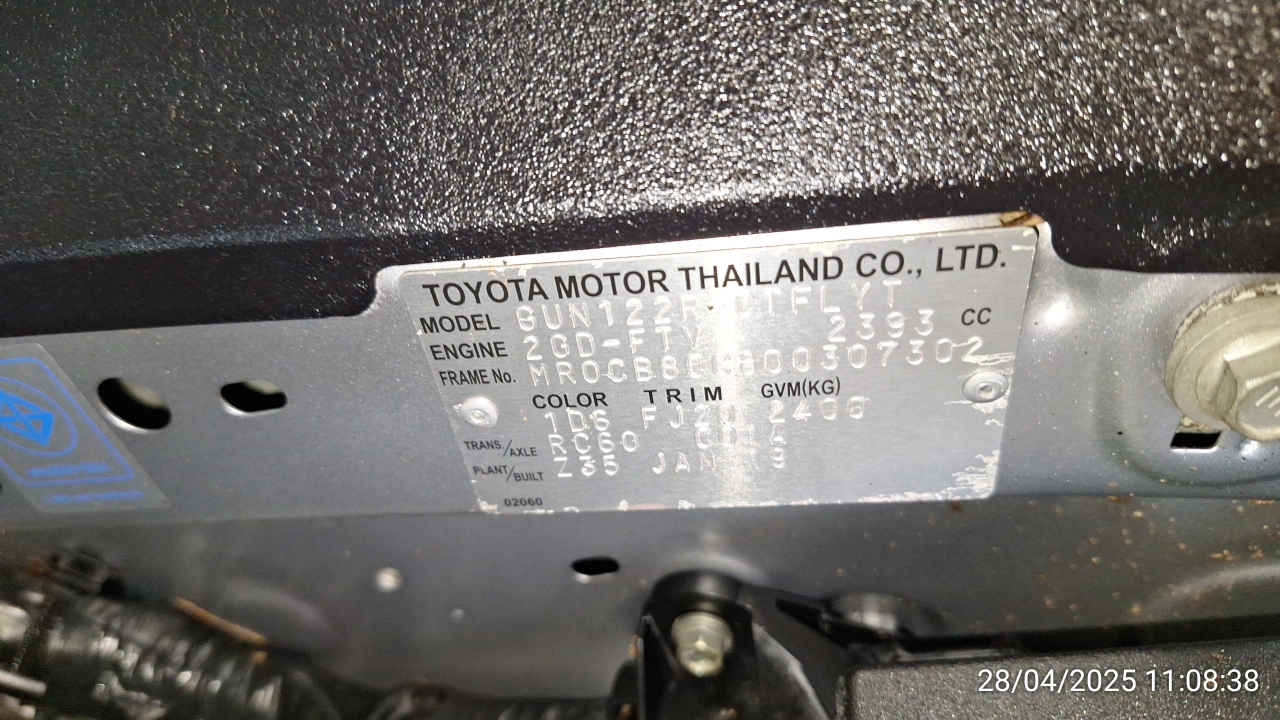 TOYOTA MOTOR THAILAND CO., LTD.
MODEL
ENGINE 2GD-FTV 2393 CC
FRAME No.
COLOR TRIM GVM(KG)
1D6
TRANS./AXLE RC60
PLANT/BUILT Z35 JAN
02060
28/04/2025 11:08:38